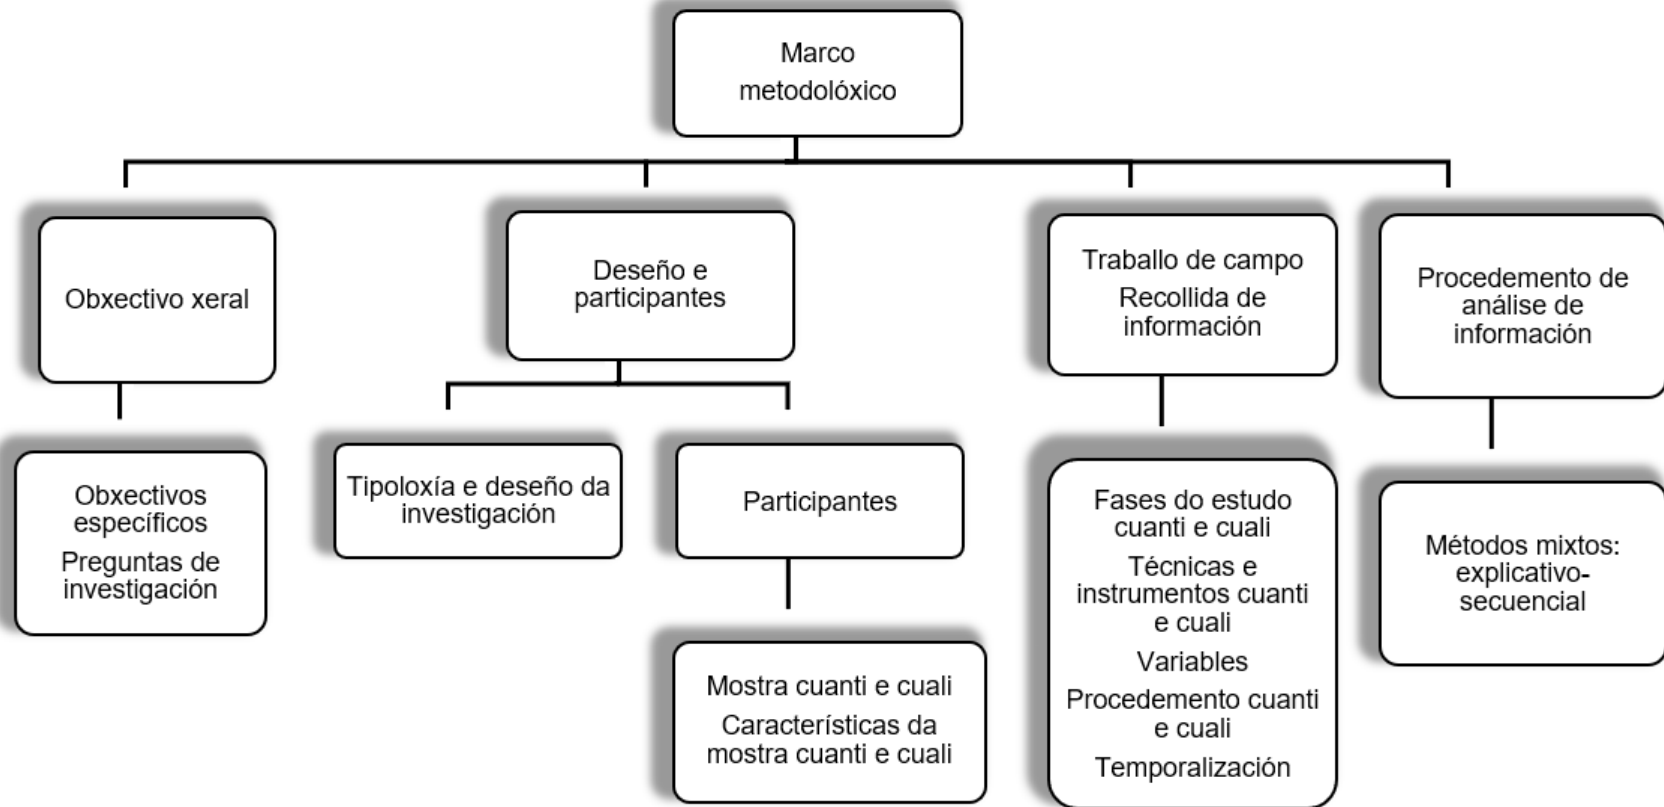 Marco
metodolóxico
Obxectivo xeral
Deseño e
participantes
Traballo de campo
Recollida de
información
Procedemento de
análise de
información
Obxectivos
específicos
Preguntas de
investigación
Tipoloxía e deseño da
investigación
Participantes
Mostra cuanti e cuali
Características da
mostra cuanti e cuali
Fases do estudo
cuanti e cuali
Técnicas e
instrumentos cuanti
e cuali
Variables
Procedemento cuanti
e cuali
Temporalización
Métodos mixtos:
explicativo-
secuencial